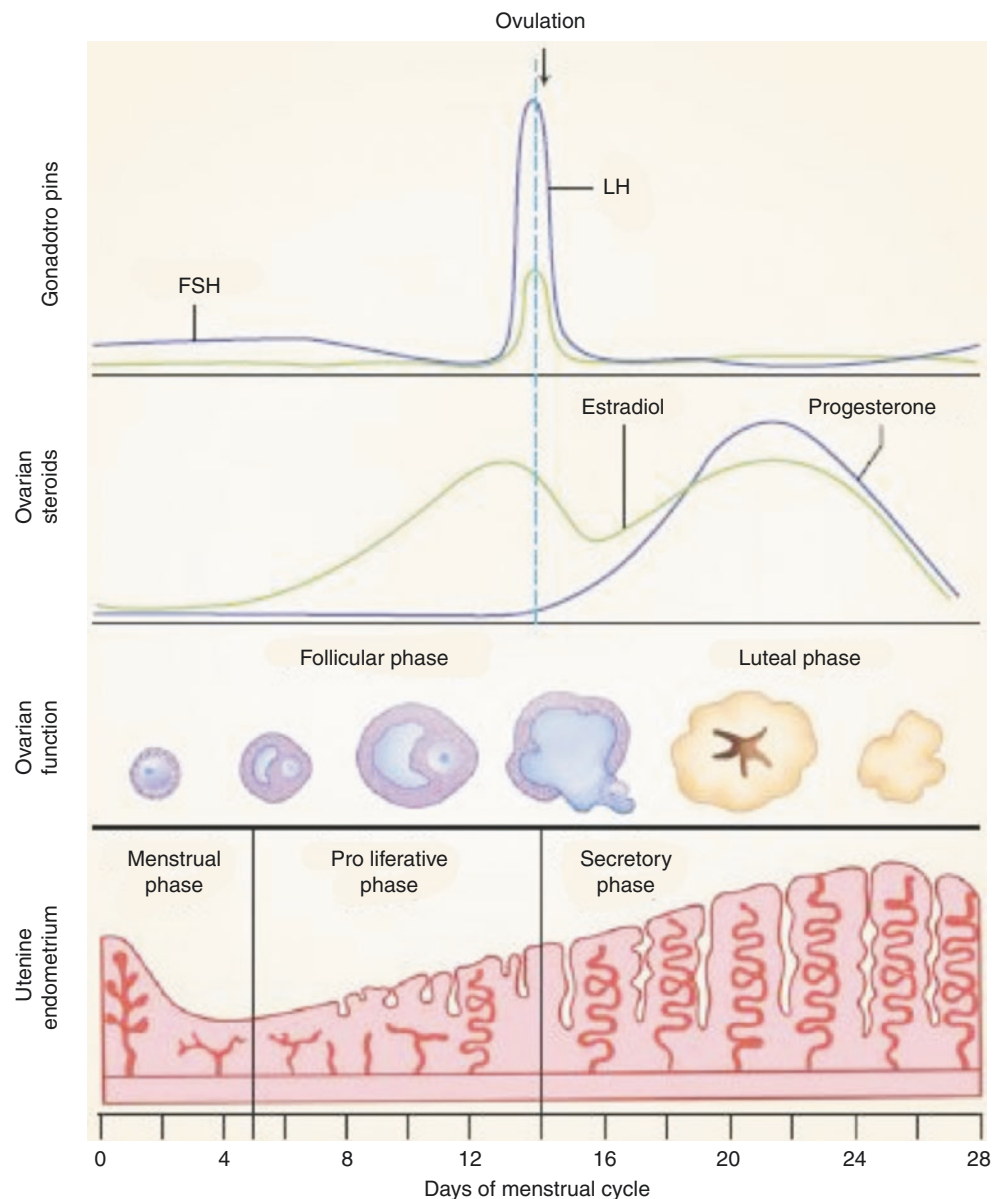 Ovulation
Gonadotro pins
LH
FSH
Ovarian
steroids
Estradiol
Progesterone
Ovarian
function
Follicular phase
Luteal phase
Utenine
endometrium
Menstrual
phase
Pro liferative
phase
Secretory
phase
0 4 8 12 16 20 24 28
Days of menstrual cycle